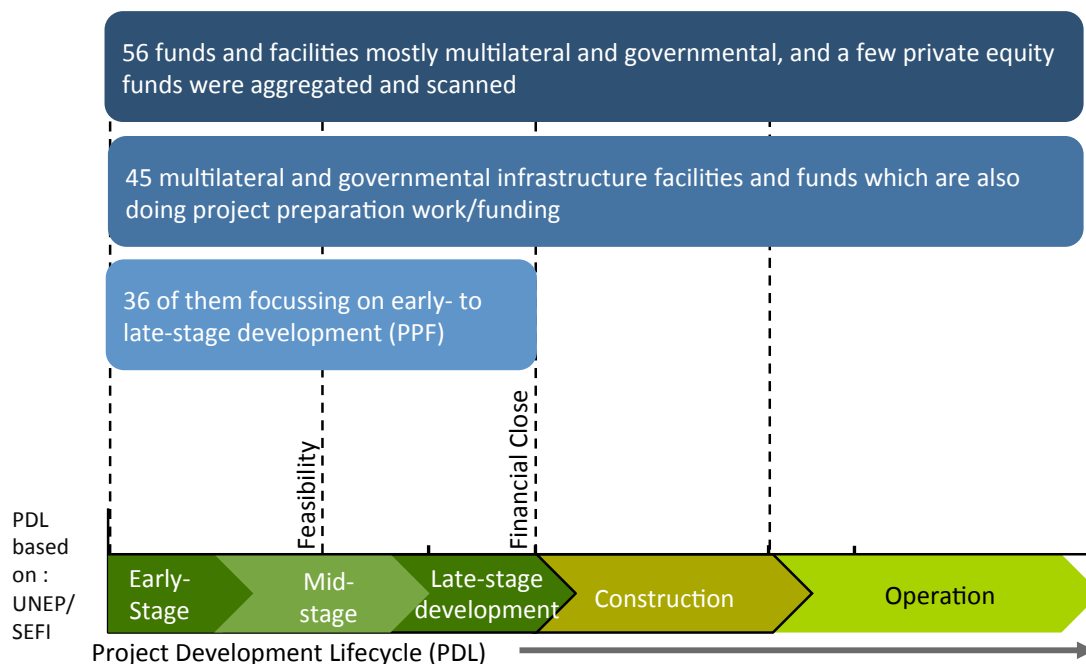 56 funds and facilities mostly multilateral and governmental, and a few private equity
funds were aggregated and scanned
45 multilateral and governmental infrastructure facilities and funds which are also
doing project preparation work/funding
36 of them focussing on early- to
late-stage development (PPF)
Feasibility
Financial Close
PDL
based
on :
UNEP/
SEFI
Early-
Stage
Mid-
stage
Late-stage
development
Construction
Operation
Project Development Lifecycle (PDL)